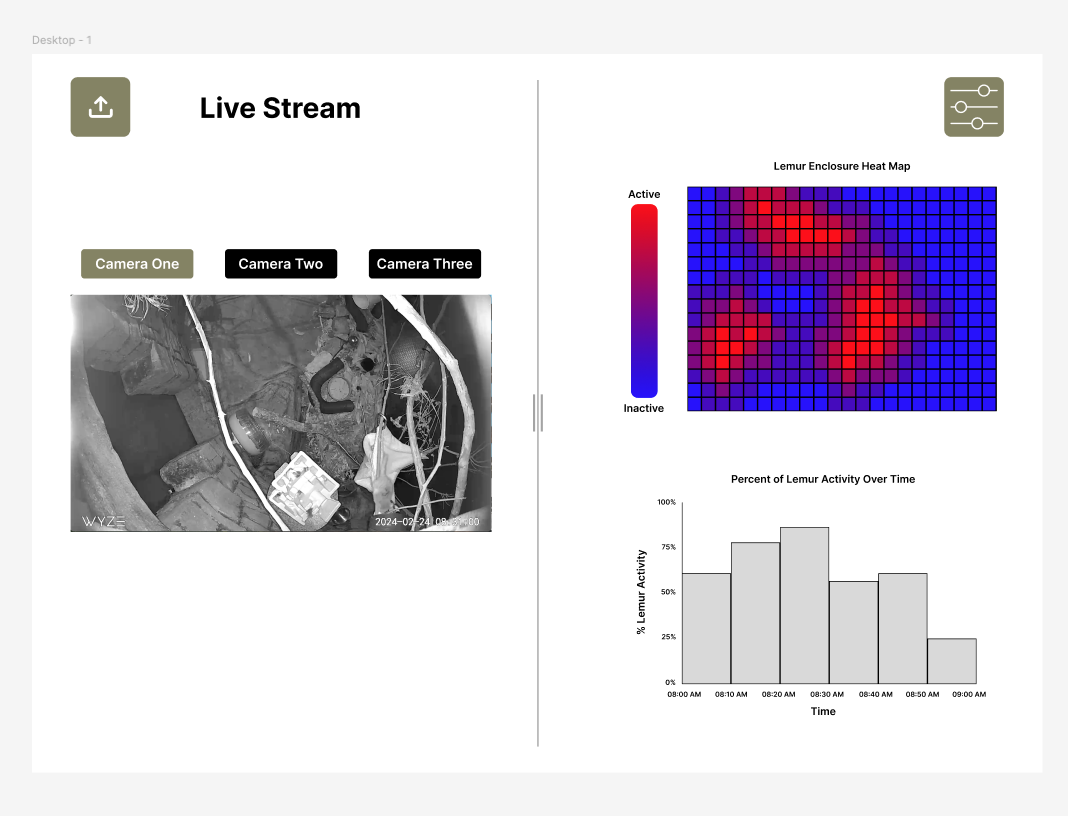 Desktop - 1
Live Stream
Camera One
Camera Two
Camera Three
WYZE
2024-02-24
Lemur Enclosure Heat Map
Active
Inactive
Percent of Lemur Activity Over Time
100%
75%
50%
25%
0%
% Lemur Activity
08:00 AM
08:10 AM
08:20 AM
08:30 AM
08:40 AM
08:50 AM
09:00 AM
Time